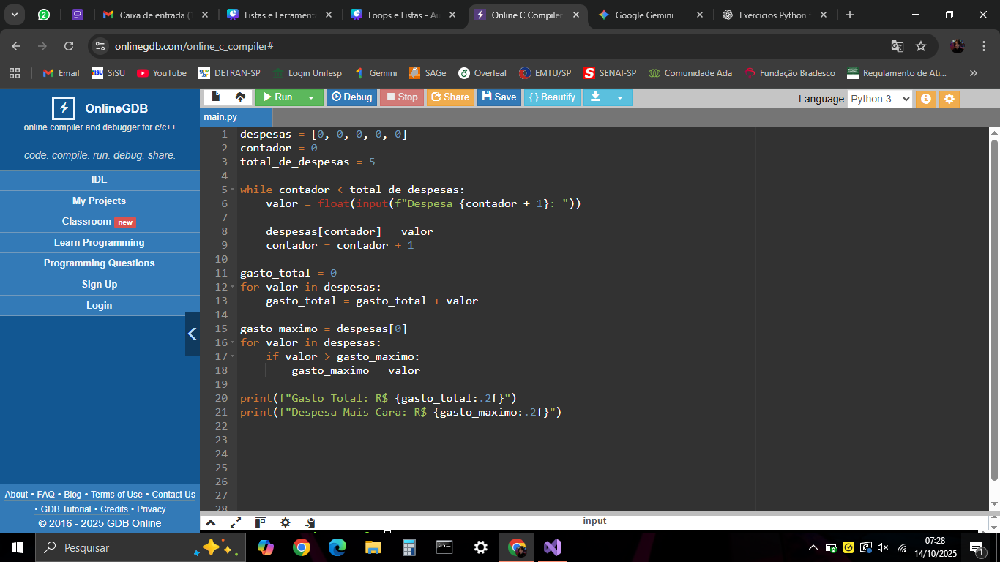 Caixa de entrada (
Listas e Ferrament
Loops e Listas - Au
Online C Compiler
Google Gemini
Exercícios Python f
onlinegdb.com/online_c_compiler#
Email
SiSU
YouTube
DETRAN-SP
Login Unifesp
Gemini
SAGe
Overleaf
EMTU/SP
SENAI-SP
Comunidade Ada
Fundação Bradesco
Regulamento de Ati...
OnlineGDB
online compiler and debugger for c/c++
code. compile. run. debug. share.
IDE
My Projects
Classroom new
Learn Programming
Programming Questions
Sign Up
Login
About • FAQ • Blog • Terms of Use • Contact Us
• GDB Tutorial • Credits • Privacy
© 2016 - 2025 GDB Online
Run
Debug
Stop
Share
Save
{ } Beautify
Language Python 3
main.py
1 despesas = [0, 0, 0, 0, 0]
2 contador = 0
3 total_de_despesas = 5
4
5 while contador < total_de_despesas:
6 valor = float(input(f"Despesa {contador + 1}: "))
7
8 despesas[contador] = valor
9 contador = contador + 1
10
11 gasto_total = 0
12 for valor in despesas:
13 gasto_total = gasto_total + valor
14
15 gasto_maximo = despesas[0]
16 for valor in despesas:
17 if valor > gasto_maximo:
18 gasto_maximo = valor
19
20 print(f"Gasto Total: R$ {gasto_total:.2f}")
21 print(f"Despesa Mais Cara: R$ {gasto_maximo:.2f}")
22
23
24
25
26
27
28
input
Pesquisar
07:28
14/10/2025
1